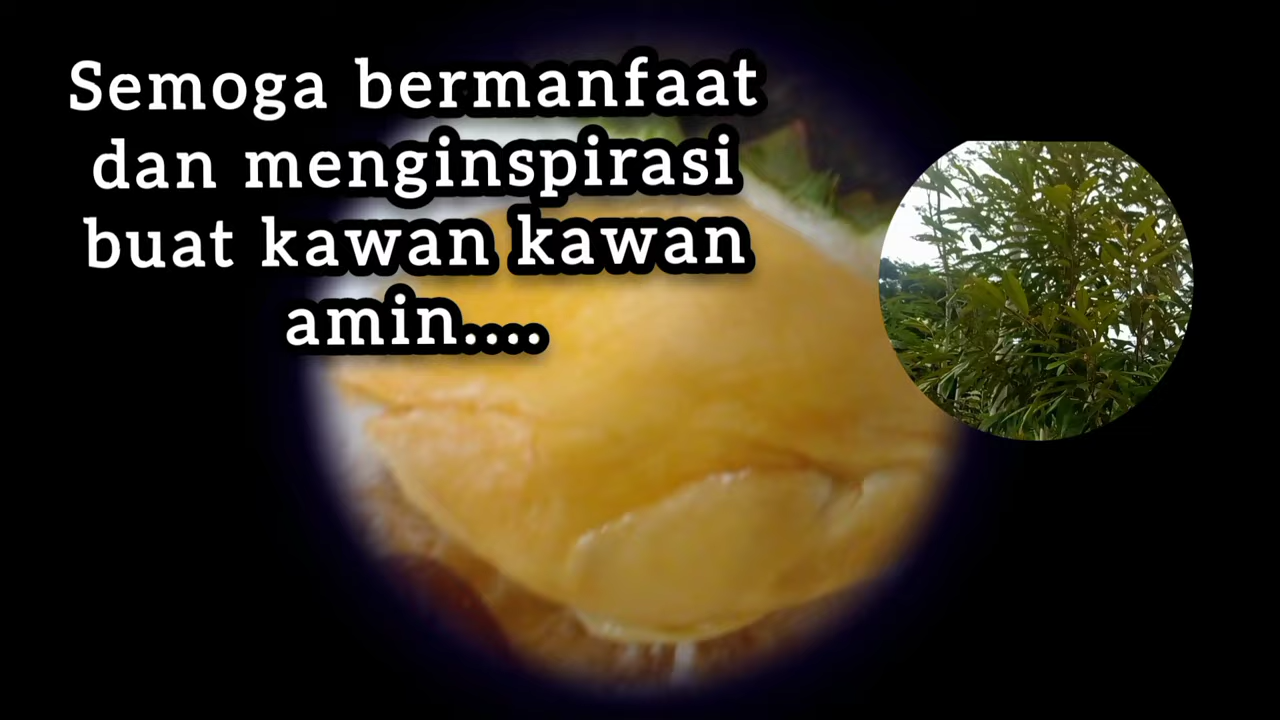 Semoga bermanfaat
dan menginspirasi
buat kawan kawan
amin....